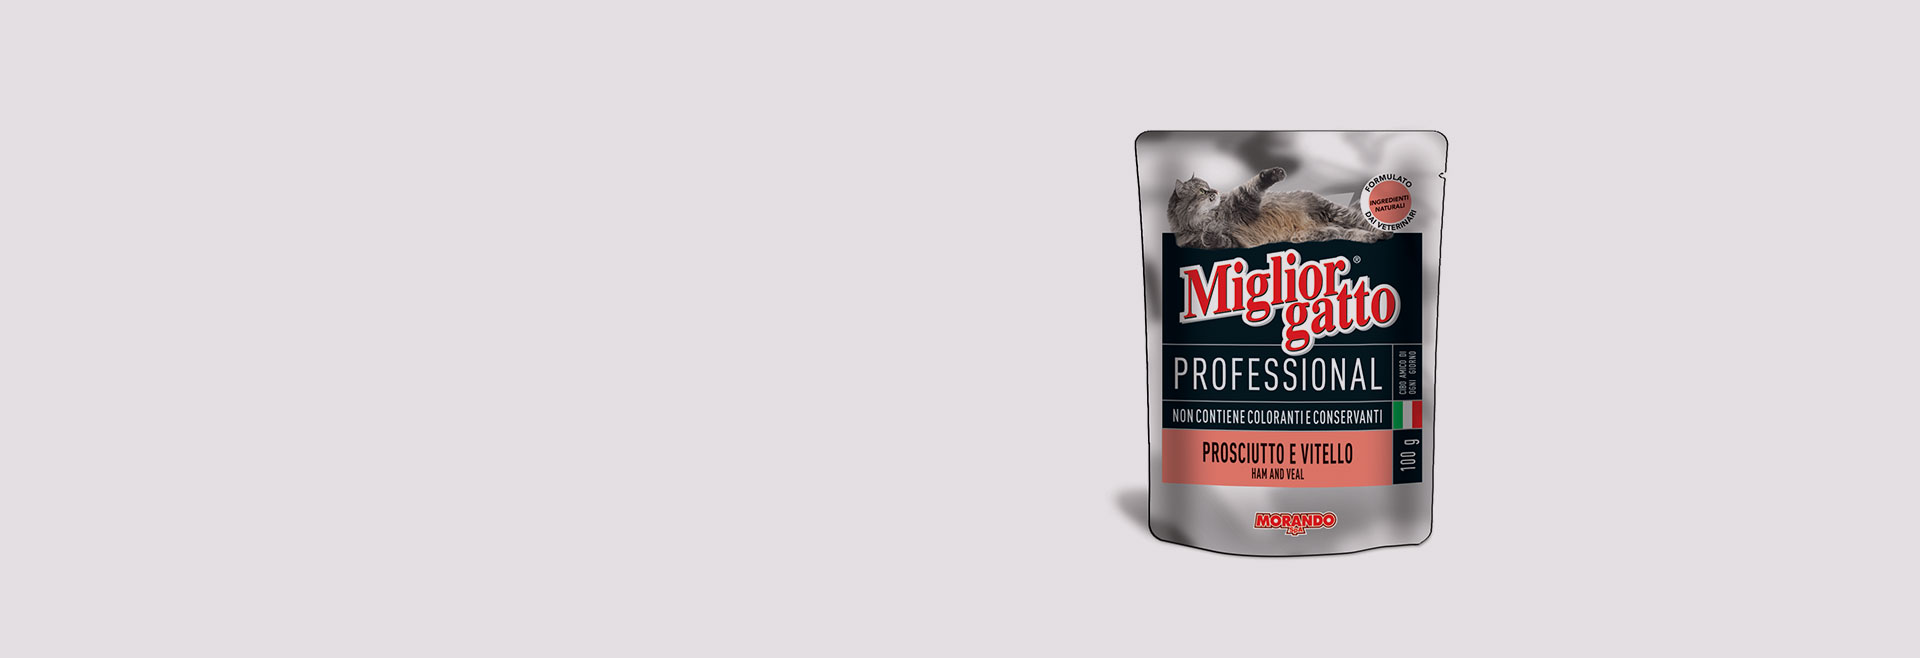 FORMULATO
INGREDIENTI
NATURALI
DAI VETERINARI
Miglior®
gatto
PROFESSIONAL
CIBO AMICO DI
OGNI GIORNO
NON CONTIENE COLORANTI E CONSERVANTI
PROSCIUTTO E VITELLO
HAM AND VEAL
100 g
MORANDO
SPA